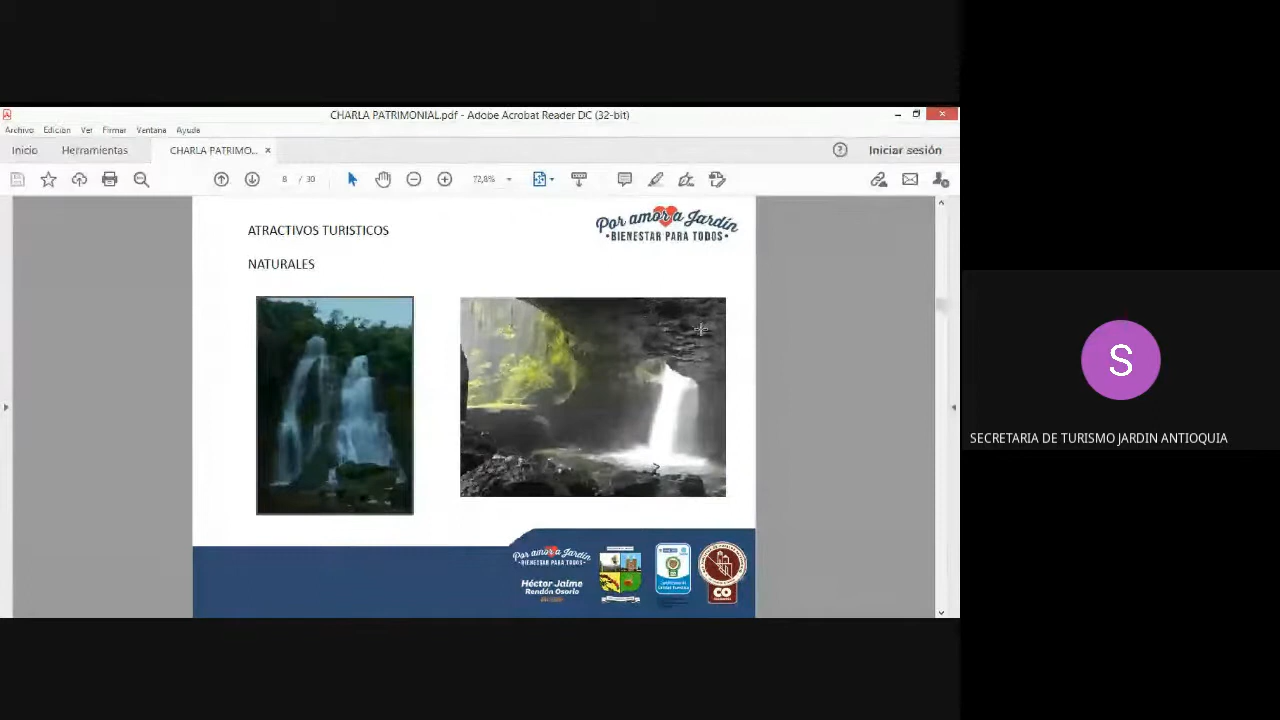 CHARLA PATRIMONIAL.pdf - Adobe Acrobat Reader DC (32-bit)
Archivo Edición Ver Firmar Ventana Ayuda
Inicio Herramientas CHARLA PATRIMO... × Iniciar sesión
8 / 30 72,8%
ATRACTIVOS TURISTICOS
NATURALES
Por amor a Jardín
•BIENESTAR PARA TODOS•
Por amor a Jardín
•BIENESTAR PARA TODOS•
Héctor Jaime
Rendón Osorio
CO
S
SECRETARIA DE TURISMO JARDIN ANTIOQUIA